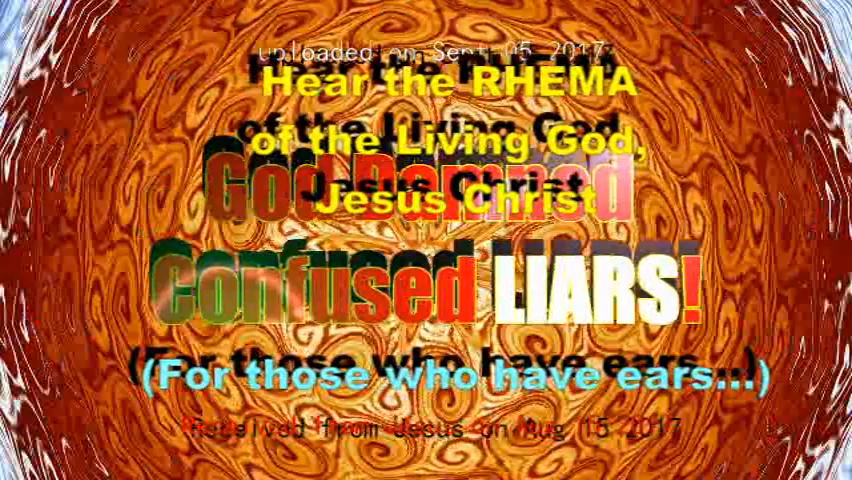 uploaded on Sept 05 2017
Hear the RHEMA
of the Living God,
God Damned
Jesus Christ
Confused LIARS!
(For those who have ears...)
Received from Jesus on Aug 15 2017